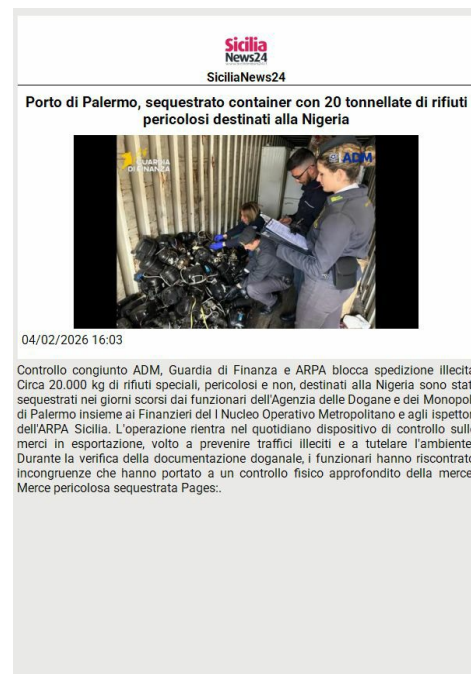 Sicilia
News24
SiciliaNews24
Porto di Palermo, sequestrato container con 20 tonnellate di rifiuti
pericolosi destinati alla Nigeria
GUARDIA
DI FINANZA
ADM
04/02/2026 16:03
Controllo congiunto ADM, Guardia di Finanza e ARPA blocca spedizione illecita
Circa 20.000 kg di rifiuti speciali, pericolosi e non, destinati alla Nigeria sono stat
sequestrati nei giorni scorsi dai funzionari dell'Agenzia delle Dogane e dei Monopol
di Palermo insieme ai Finanzieri del I Nucleo Operativo Metropolitano e agli ispettor
dell'ARPA Sicilia. L'operazione rientra nel quotidiano dispositivo di controllo sull
merci in esportazione, volto a prevenire traffici illeciti e a tutelare l'ambiente
Durante la verifica della documentazione doganale, i funzionari hanno riscontrato
incongruenze che hanno portato a un controllo fisico approfondito della merce
Merce pericolosa sequestrata Pages:.